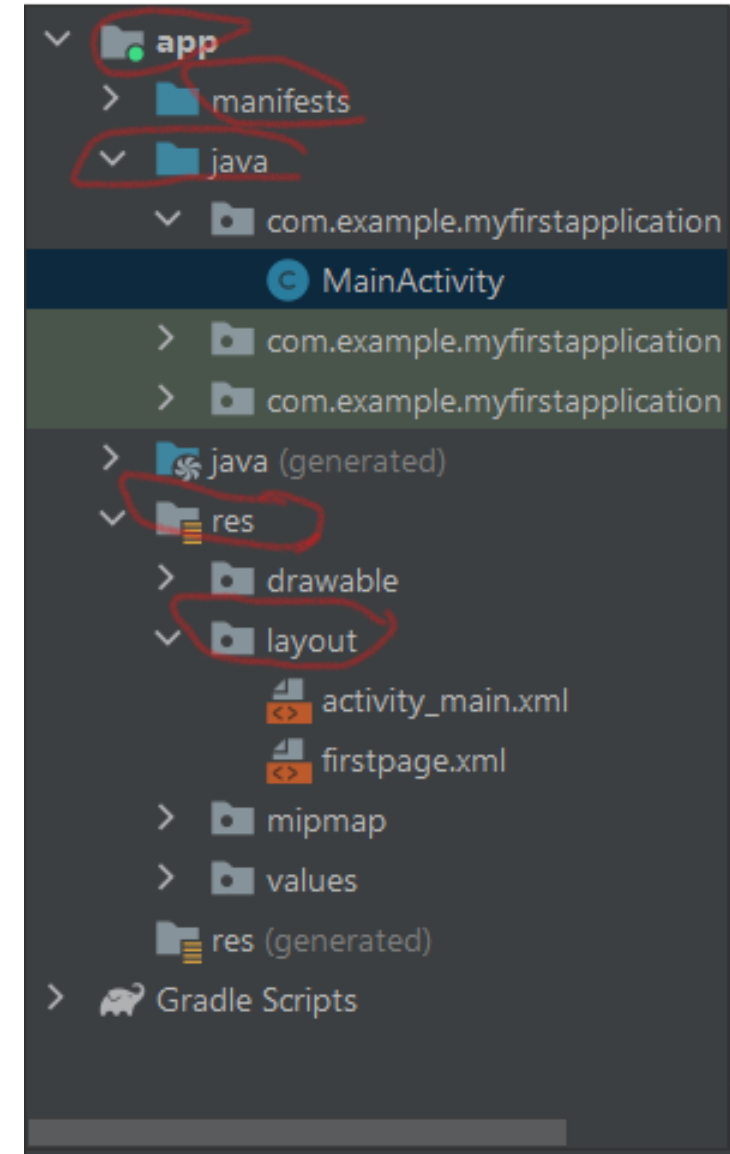 app
manifests
java
com.example.myfirstapplication
C MainActivity
com.example.myfirstapplication
com.example.myfirstapplication
java (generated)
res
drawable
layout
activity_main.xml
firstpage.xml
mipmap
values
res (generated)
Gradle Scripts